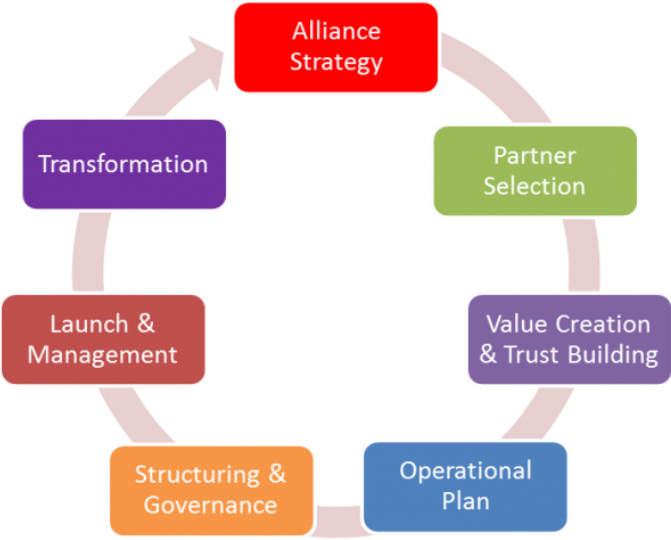 Alliance
Strategy
Partner
Selection
Value Creation
& Trust Building
Operational
Plan
Structuring &
Governance
Launch &
Management
Transformation